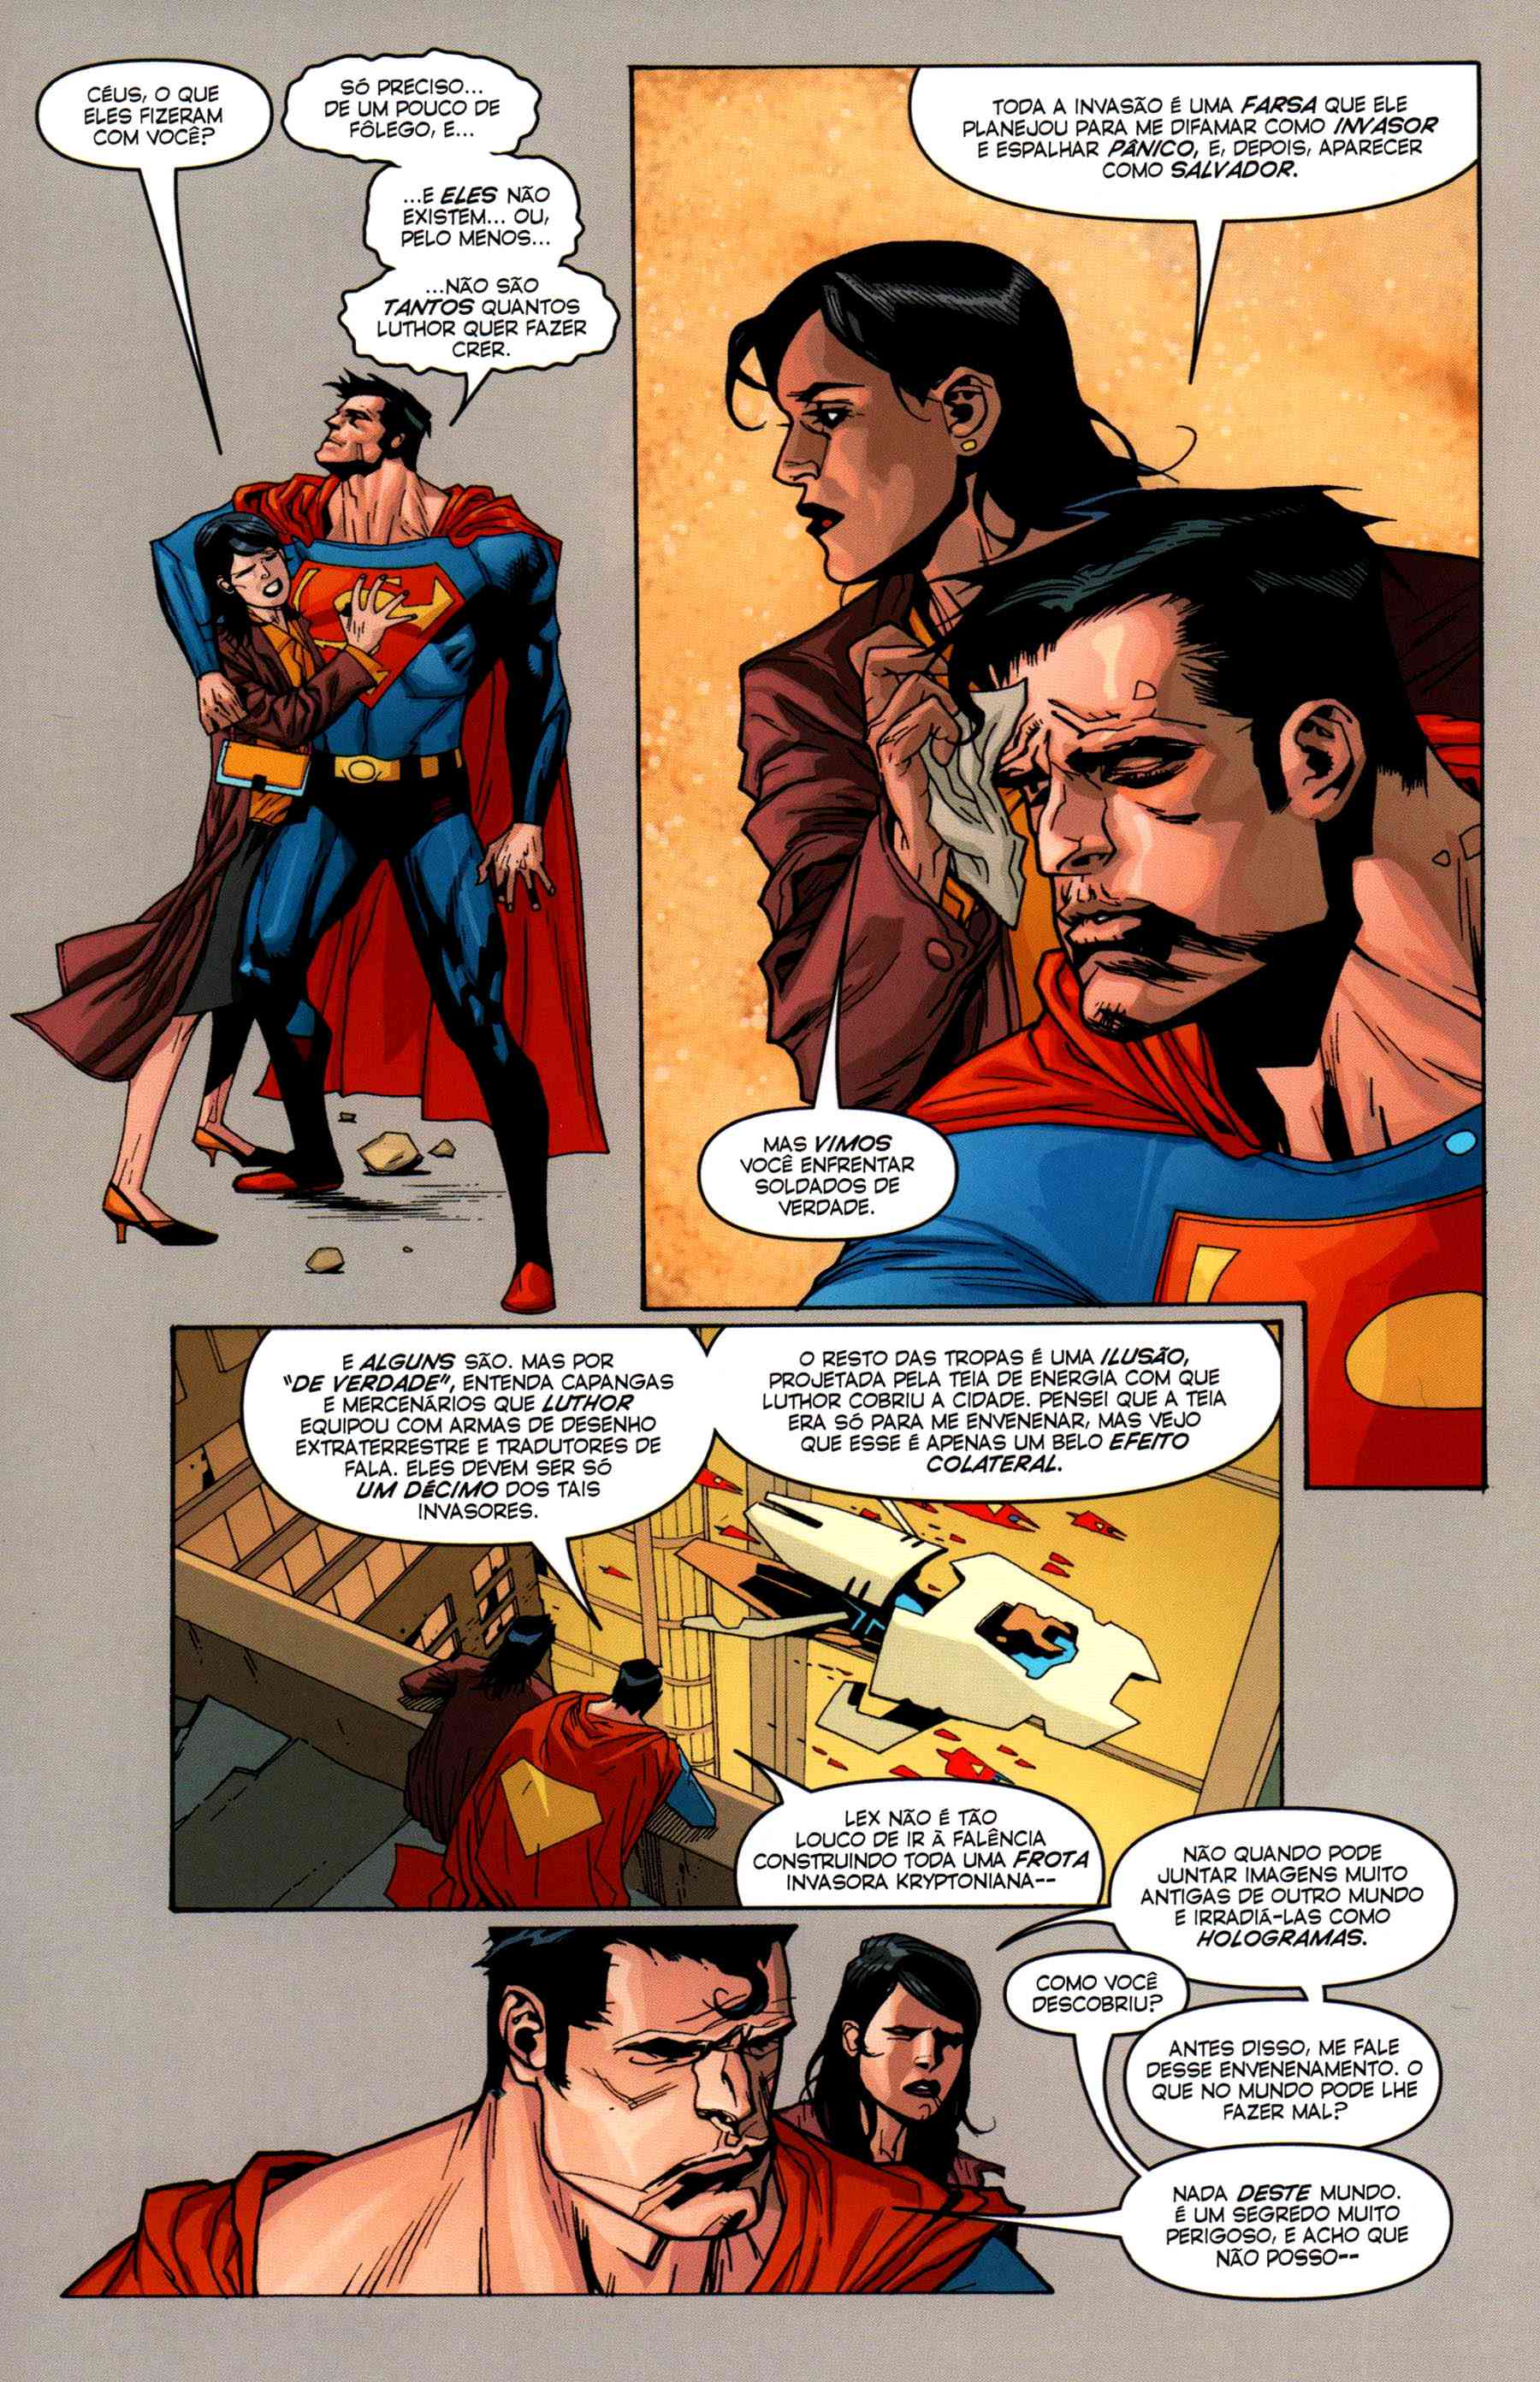 CÉUS, O QUE
ELES FIZERAM
COM VOCÊ?
SÓ PRECISO...
DE UM POUCO DE
FÔLEGO, E...
...E ELES NÃO
EXISTEM... OU,
PELO MENOS...
...NÃO SÃO
TANTOS QUANTOS
LUTHOR QUER FAZER
CRER.
TODA A INVASÃO É UMA FARSA QUE ELE
PLANEJOU PARA ME DIFAMAR COMO INVASOR
E ESPALHAR PÂNICO, E, DEPOIS, APARECER
COMO SALVADOR.
MAS VIMOS
VOCÊ ENFRENTAR
SOLDADOS DE
VERDADE.
E ALGUNS SÃO. MAS POR
"DE VERDADE", ENTENDA CAPANGAS
E MERCENÁRIOS QUE LUTHOR
EQUIPOU COM ARMAS DE DESENHO
EXTRATERRESTRE E TRADUTORES DE
FALA. ELES DEVEM SER SÓ
UM DÉCIMO DOS TAIS
INVASORES.
O RESTO DAS TROPAS É UMA ILUSÃO,
PROJETADA PELA TEIA DE ENERGIA COM QUE
LUTHOR COBRIU A CIDADE. PENSEI QUE A TEIA
ERA SÓ PARA ME ENVENENAR, MAS VEJO
QUE ESSE É APENAS UM BELO EFEITO
COLATERAL.
LEX NÃO É TÃO
LOUCO DE IR À FALÊNCIA
CONSTRUINDO TODA UMA FROTA
INVASORA KRYPTONIANA--
NÃO QUANDO PODE
JUNTAR IMAGENS MUITO
ANTIGAS DE OUTRO MUNDO
E IRRADIÁ-LAS COMO
HOLOGRAMAS.
COMO VOCÊ
DESCOBRIU?
ANTES DISSO, ME FALE
DESSE ENVENENAMENTO. O
QUE NO MUNDO PODE LHE
FAZER MAL?
NADA DESTE MUNDO.
É UM SEGREDO MUITO
PERIGOSO, E ACHO QUE
NÃO POSSO--